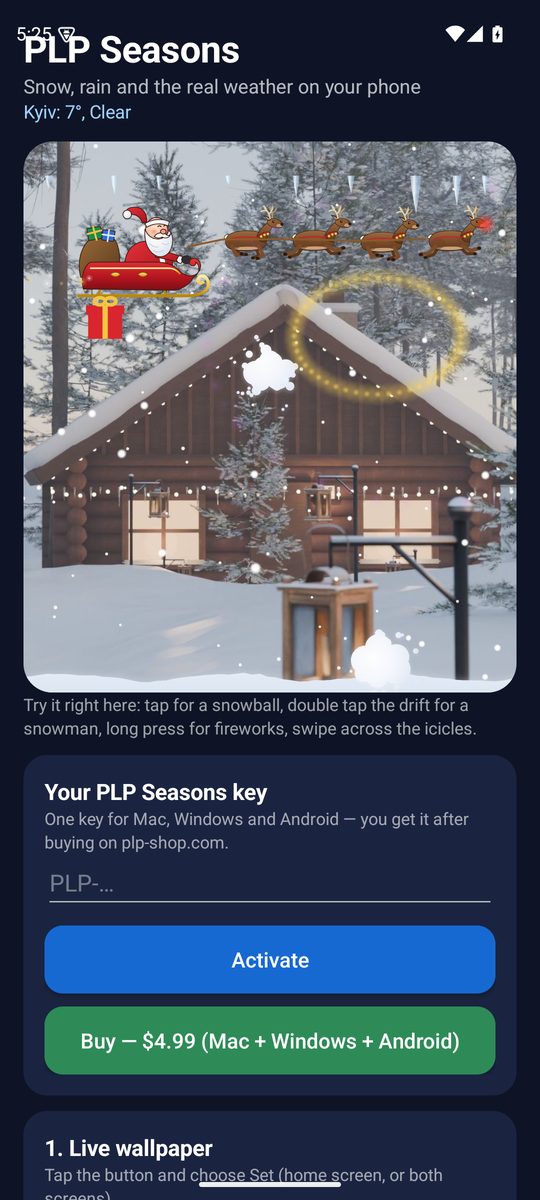 5:25
PLP Seasons
Snow, rain and the real weather on your phone
Kyiv: 7°, Clear
Try it right here: tap for a snowball, double tap the drift for a
snowman, long press for fireworks, swipe across the icicles.
Your PLP Seasons key
One key for Mac, Windows and Android — you get it after
buying on plp-shop.com.
PLP-...
Activate
Buy — $4.99 (Mac + Windows + Android)
1. Live wallpaper
Tap the button and choose Set (home screen, or both
screens)